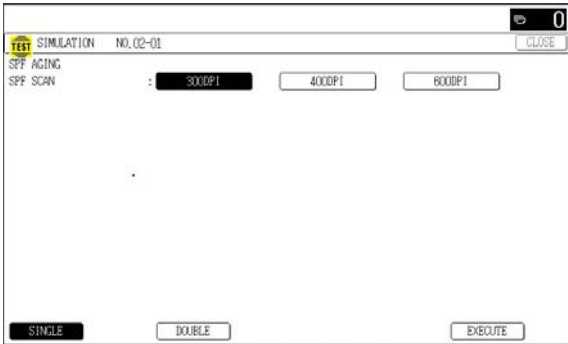 0
TEST SIMULATION NO.02-01 CLOSE
SPF AGING
SPF SCAN : 300DPI 400DPI 600DPI
SINGLE DOUBLE EXECUTE